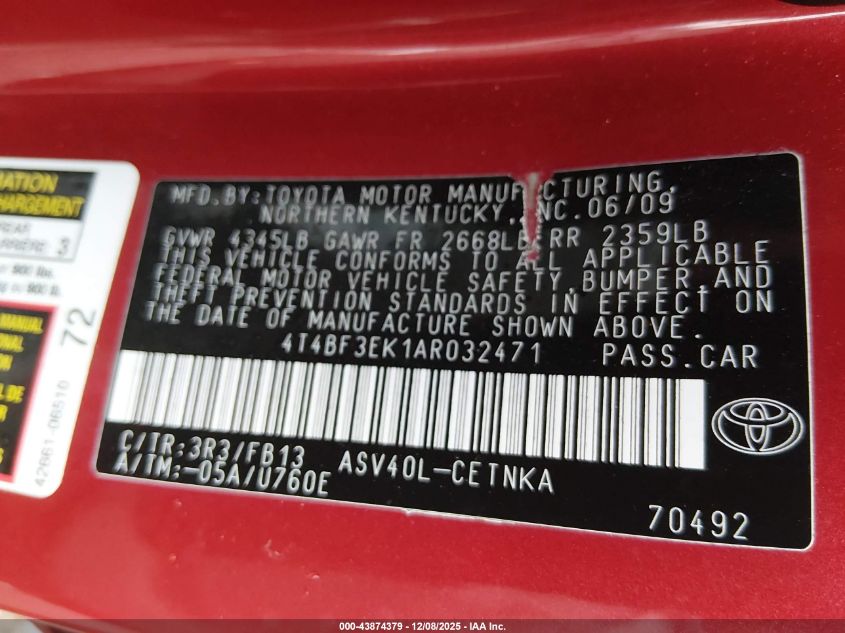 MFD. BY: TOYOTA MOTOR MANUFACTURING,
NORTHERN KENTUCKY, INC. 06/09
GVWR 4345LB GAWR FR 2668LB RR 2359LB
THIS VEHICLE CONFORMS TO ALL APPLICABLE
FEDERAL MOTOR VEHICLE SAFETY, BUMPER, AND
THEFT PREVENTION STANDARDS IN EFFECT ON
THE DATE OF MANUFACTURE SHOWN ABOVE.
4T4BF3EK1AR032471 PASS. CAR
C/TR: 3R3/FB13
A/TM: -05A/U760E
ASV40L-CETNKA
70492
3
MANUAL
72
42661-06510
000-43874379 | 12/08/2025 - IAA Inc.